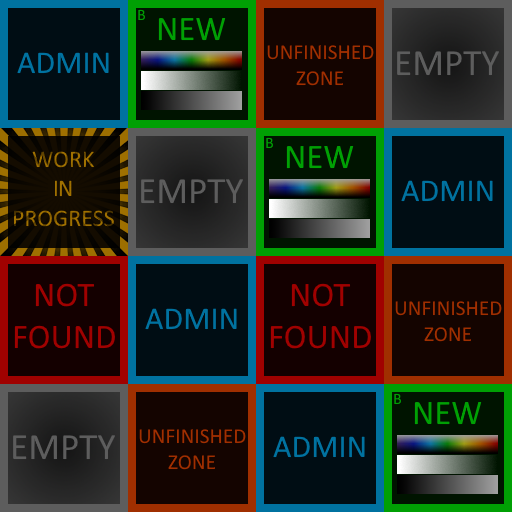 ADMIN
B
NEW
UNFINISHED
ZONE
EMPTY
WORK
IN
PROGRESS
EMPTY
B
NEW
ADMIN
NOT
FOUND
ADMIN
NOT
FOUND
UNFINISHED
ZONE
EMPTY
UNFINISHED
ZONE
ADMIN
B
NEW